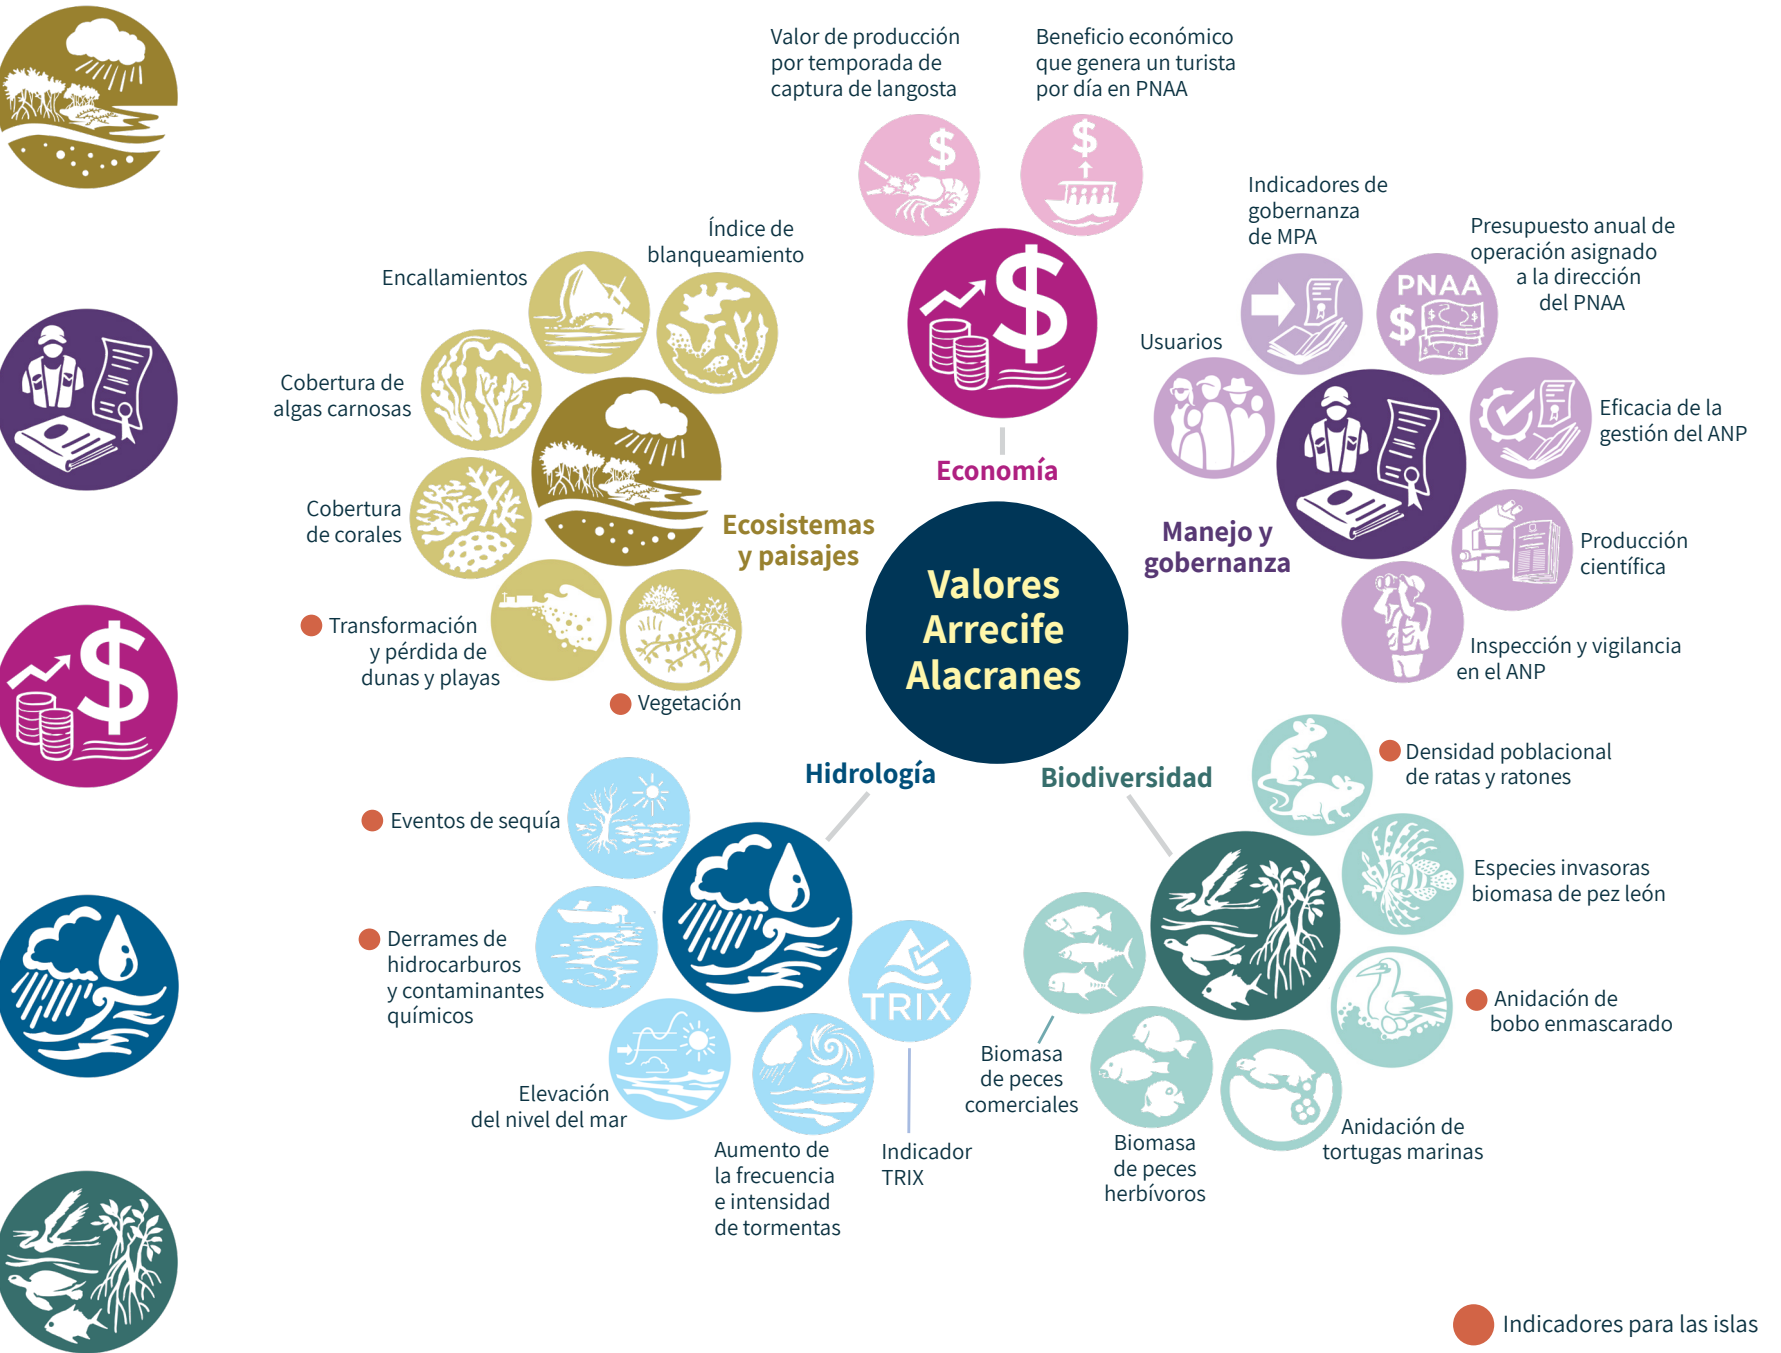 Valor de producción
por temporada de
captura de langosta
Beneficio económico
que genera un turista
por día en PNAA
$
$
$
Economía
Índice de
blanqueamiento
Encallamientos
Cobertura de
algas carnosas
Cobertura
de corales
Transformación
y pérdida de
dunas y playas
Vegetación
Ecosistemas
y paisajes
Indicadores de
gobernanza
de MPA
Presupuesto anual de
operación asignado
a la dirección
del PNAA
PNAA
$
Usuarios
Eficacia de la
gestión del ANP
Producción
científica
Inspección y vigilancia
en el ANP
Manejo y
gobernanza
Valores
Arrecife
Alacranes
Hidrología
Eventos de sequía
Derrames de
hidrocarburos
y contaminantes
químicos
Elevación
del nivel del mar
Aumento de
la frecuencia
e intensidad
de tormentas
TRIX
Indicador
TRIX
Biodiversidad
Densidad poblacional
de ratas y ratones
Especies invasoras
biomasa de pez león
Anidación de
bobo enmascarado
Anidación de
tortugas marinas
Biomasa
de peces
herbívoros
Biomasa
de peces
comerciales
$
Indicadores para las islas